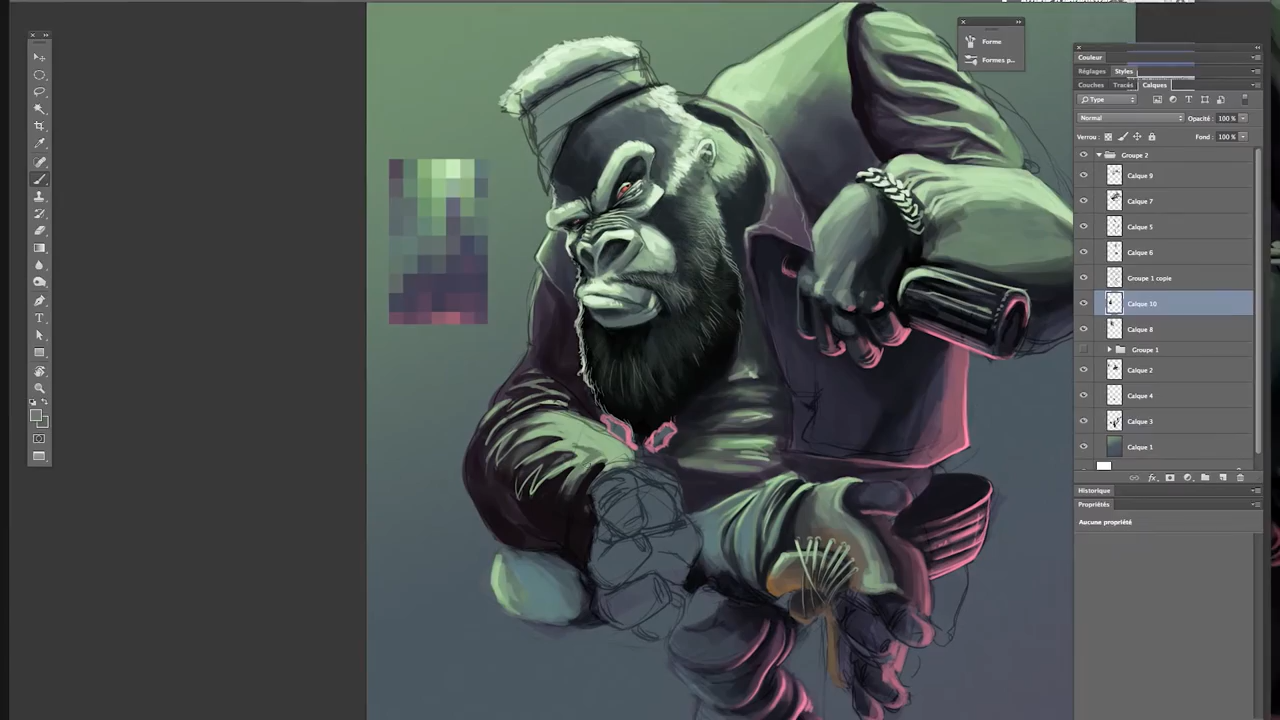 Forme
Formes p...
Couleur
Réglages Styles
Couches Tracés Calques
Type
Normal Opacité : 100 %
Verrou : Fond : 100 %
Groupe 2
Calque 9
Calque 7
Calque 5
Calque 6
Groupe 1 copie
Calque 10
Calque 8
Groupe 1
Calque 2
Calque 4
Calque 3
Calque 1
fx
Historique
Propriétés
Aucune propriété